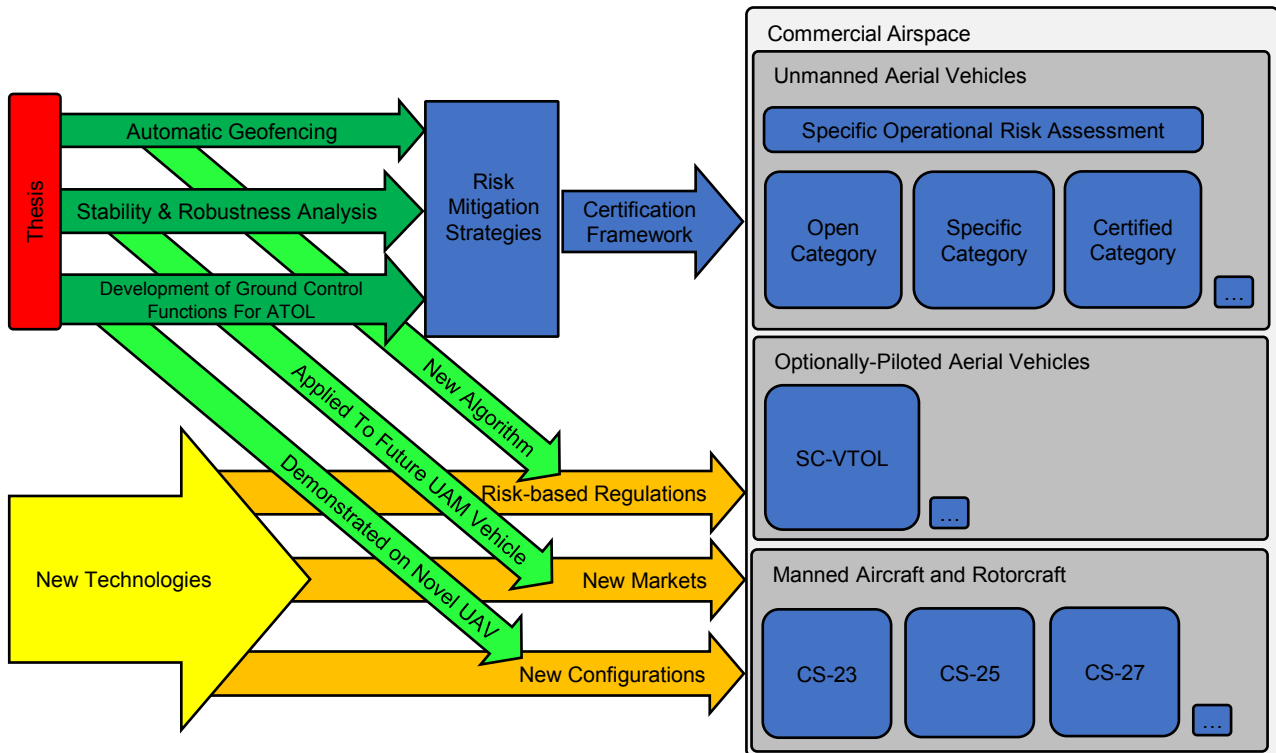 Thesis
Automatic Geofencing
Stability & Robustness Analysis
Development of Ground Control
Functions For ATOL
Risk
Mitigation
Strategies
Certification
Framework
New Algorithm
Applied To Future UAM Vehicle
Demonstrated on Novel UAV
New Technologies
Risk-based Regulations
New Markets
New Configurations
Commercial Airspace
Unmanned Aerial Vehicles
Specific Operational Risk Assessment
Open
Category
Specific
Category
Certified
Category
...
Optionally-Piloted Aerial Vehicles
SC-VTOL
...
Manned Aircraft and Rotorcraft
CS-23
CS-25
CS-27
...